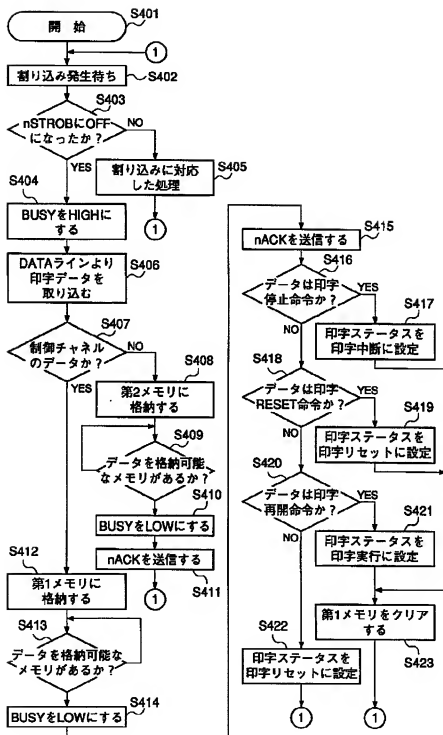 開 始
S401
1
割り込み発生待ち
S402
S403
nSTROBにOFF
になったか？
NO
YES
S404
割り込みに対応
した処理
S405
1
BUSYをHIGHに
する
DATAラインより
印字データを
取り込む
S406
S407
制御チャネル
のデータか？
NO
YES
S408
第2メモリに
格納する
S409
データを格納可能
なメモリがあるか？
S410
BUSYをLOWにする
nACKを送信する
S411
1
S412
第1メモリに
格納する
S413
データを格納可能な
メモリがあるか？
S414
BUSYをLOWにする
S415
nACKを送信する
S416
データは印字
停止命令か？
YES
NO
S417
印字ステータスを
印字中断に設定
S418
データは印字
RESET命令か？
YES
NO
S419
印字ステータスを
印字リセットに設定
S420
データは印字
再開命令か？
YES
NO
S421
印字ステータスを
印字実行に設定
第1メモリをクリア
する
S423
S422
印字ステータスを
印字リセットに設定
1
1